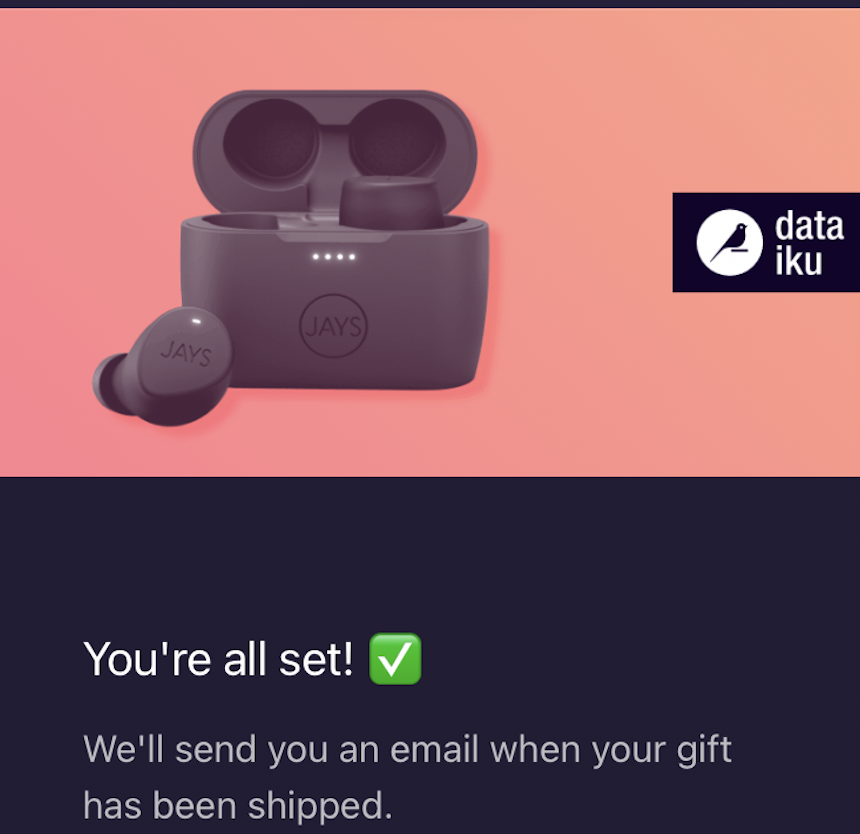 data
iku
JAYS
JAYS
You're all set! ✅
We'll send you an email when your gift
has been shipped.